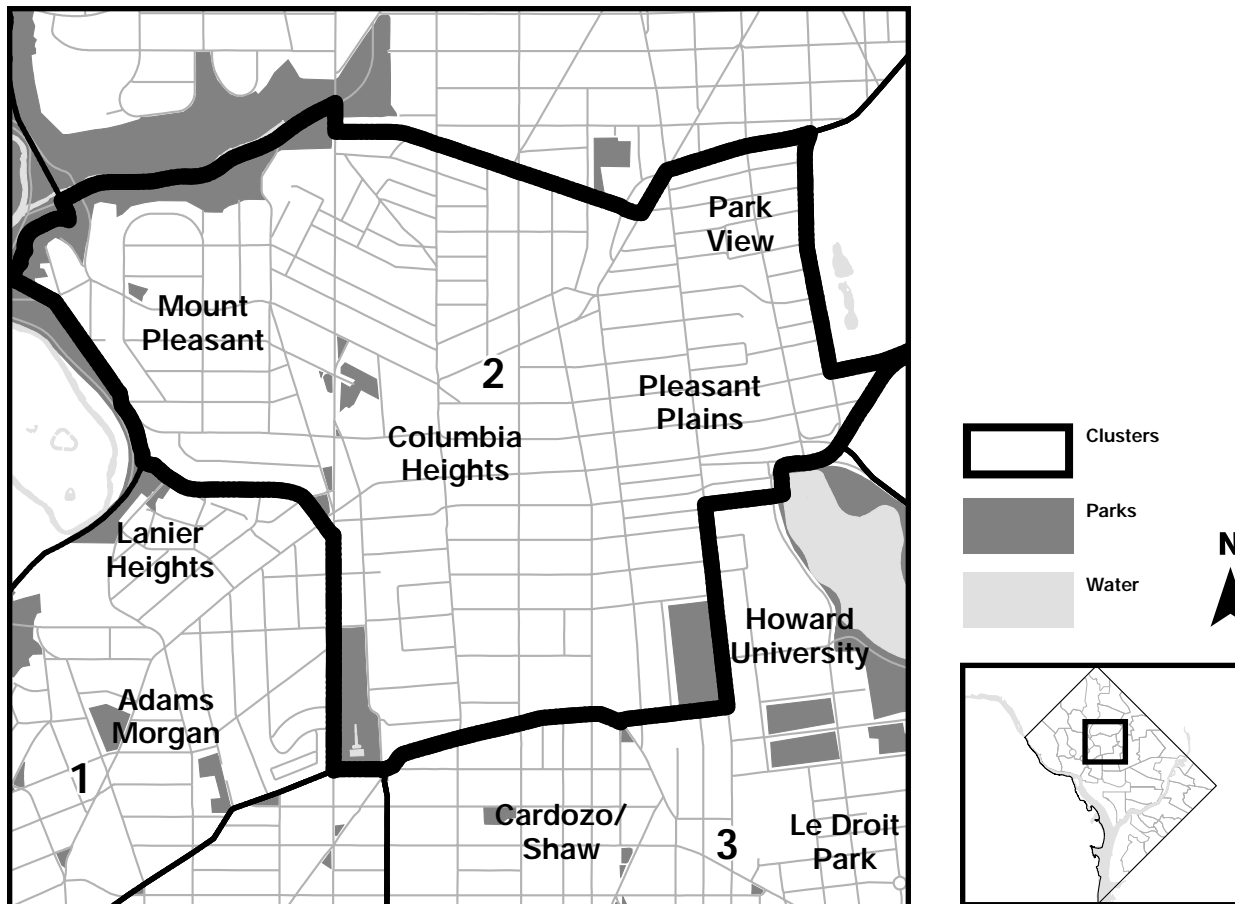 Park
View
Mount
Pleasant
2
Pleasant
Plains
Columbia
Heights
Lanier
Heights
Howard
University
Adams
Morgan
1
Cardozo/
Shaw
3
Le Droit
Park
Clusters
Parks
Water
N